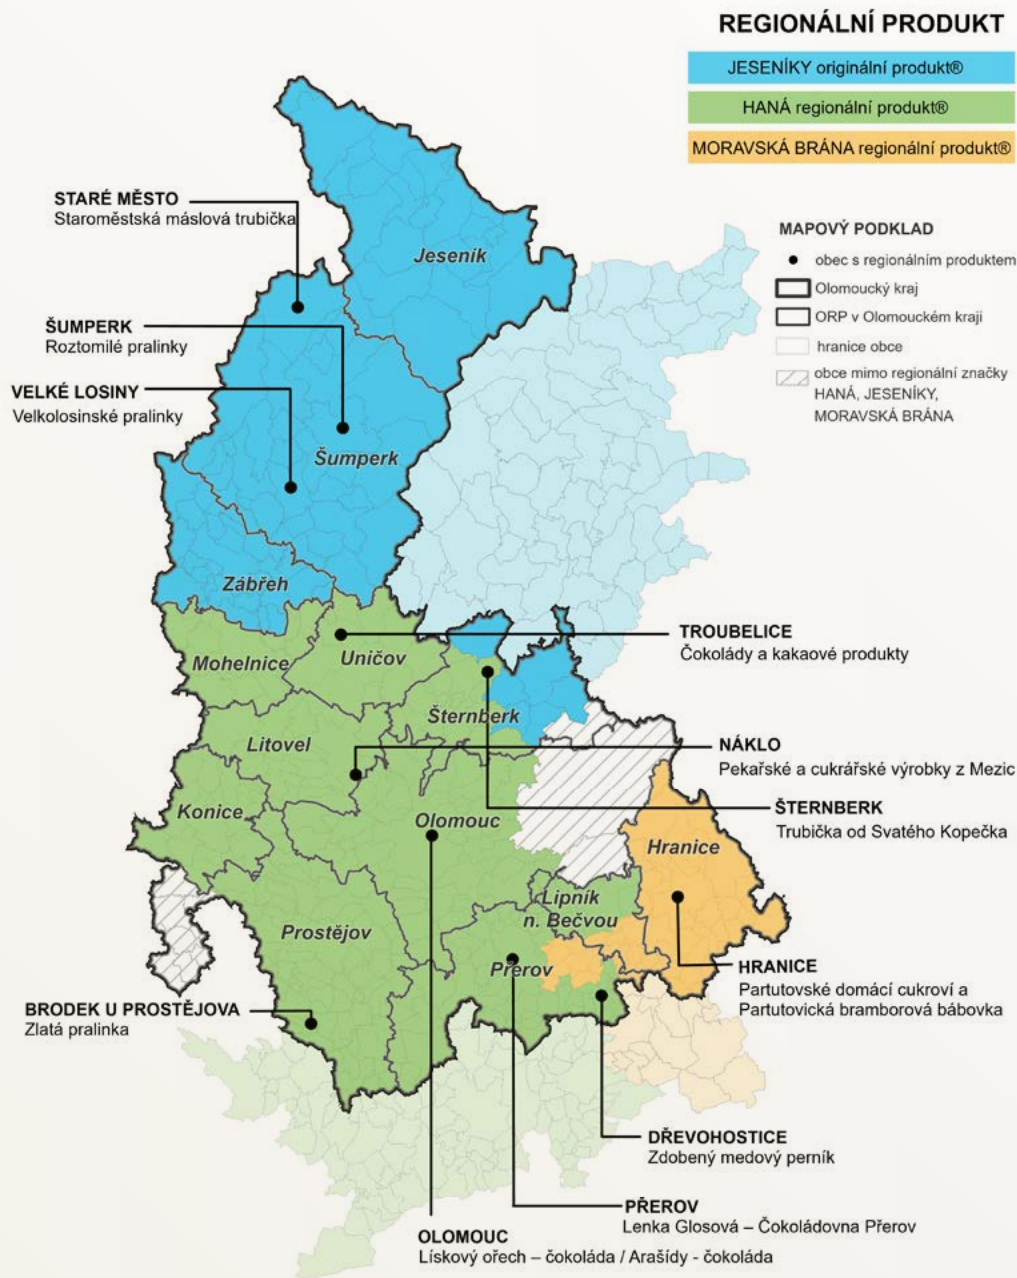 REGIONÁLNÍ PRODUKT
JESENÍKY originální produkt®
HANÁ regionální produkt®
MORAVSKÁ BRÁNA regionální produkt®
MAPOVÝ PODKLAD
obec s regionálním produktem
Olomoucký kraj
ORP v Olomouckém kraji
hranice obce
obce mimo regionální značky
HANÁ, JESENÍKY,
MORAVSKÁ BRÁNA
STARÉ MĚSTO
Staroměstská máslová trubička
Jeseník
ŠUMPERK
Roztomilé pralinky
VELKÉ LOSINY
Velkolosinské pralinky
Šumperk
Zábřeh
TROUBELICE
Čokolády a kakaové produkty
Mohelnice
Uničov
Šternberk
Litovel
NÁKLO
Pekařské a cukrářské výrobky z Mezic
ŠTERNBERK
Trubička od Svatého Kopečka
Konice
Olomouc
Hranice
Lipník
n. Bečvou
Prostějov
Přerov
HRANICE
Partutovské domácí cukroví a
Partutovická bramborová bábovka
BRODEK U PROSTĚJOVA
Zlatá pralinka
DŘEVOHOSTICE
Zdobený medový perník
PŘEROV
Lenka Glosová – Čokoládovna Přerov
OLOMOUC
Lískový ořech – čokoláda / Arašídy - čokoláda